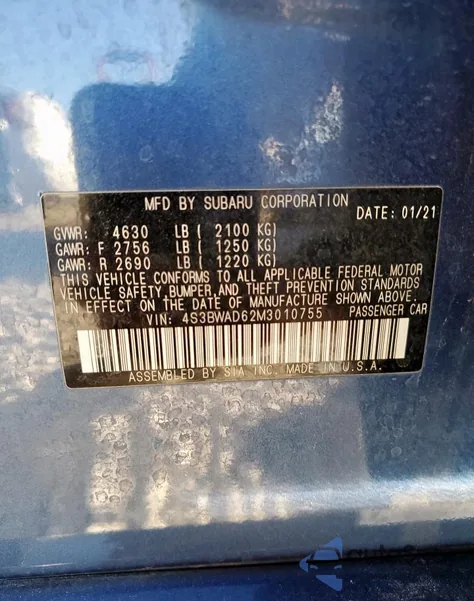 MFD BY SUBARU CORPORATION
DATE: 01/21
GVWR: 4630 LB ( 2100 KG)
GAWR: F 2756 LB ( 1250 KG)
GAWR: R 2690 LB ( 1220 KG)
THIS VEHICLE CONFORMS TO ALL APPLICABLE FEDERAL MOTOR
VEHICLE SAFETY, BUMPER, AND THEFT PREVENTION STANDARDS
IN EFFECT ON THE DATE OF MANUFACTURE SHOWN ABOVE.
VIN: 4S3BWAD62M3010755 PASSENGER CAR
ASSEMBLED BY SIA INC. MADE IN U.S.A.